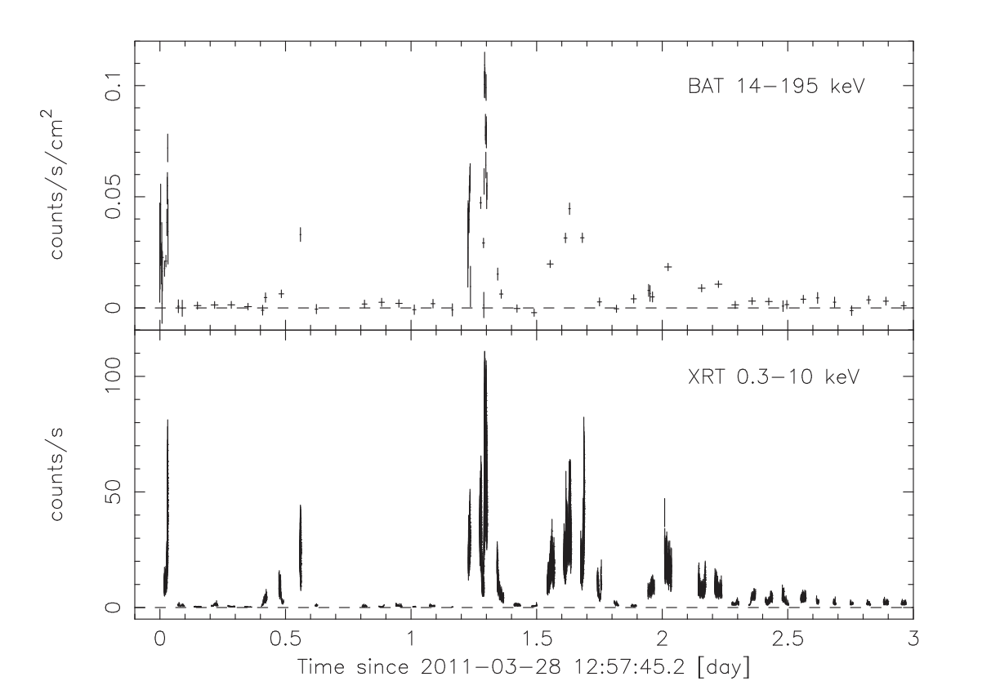 BAT 14−195 keV
counts/s/cm²
0.1
0.05
0
XRT 0.3−10 keV
counts/s
100
50
0
0 0.5 1 1.5 2 2.5 3
Time since 2011−03−28 12:57:45.2 [day]